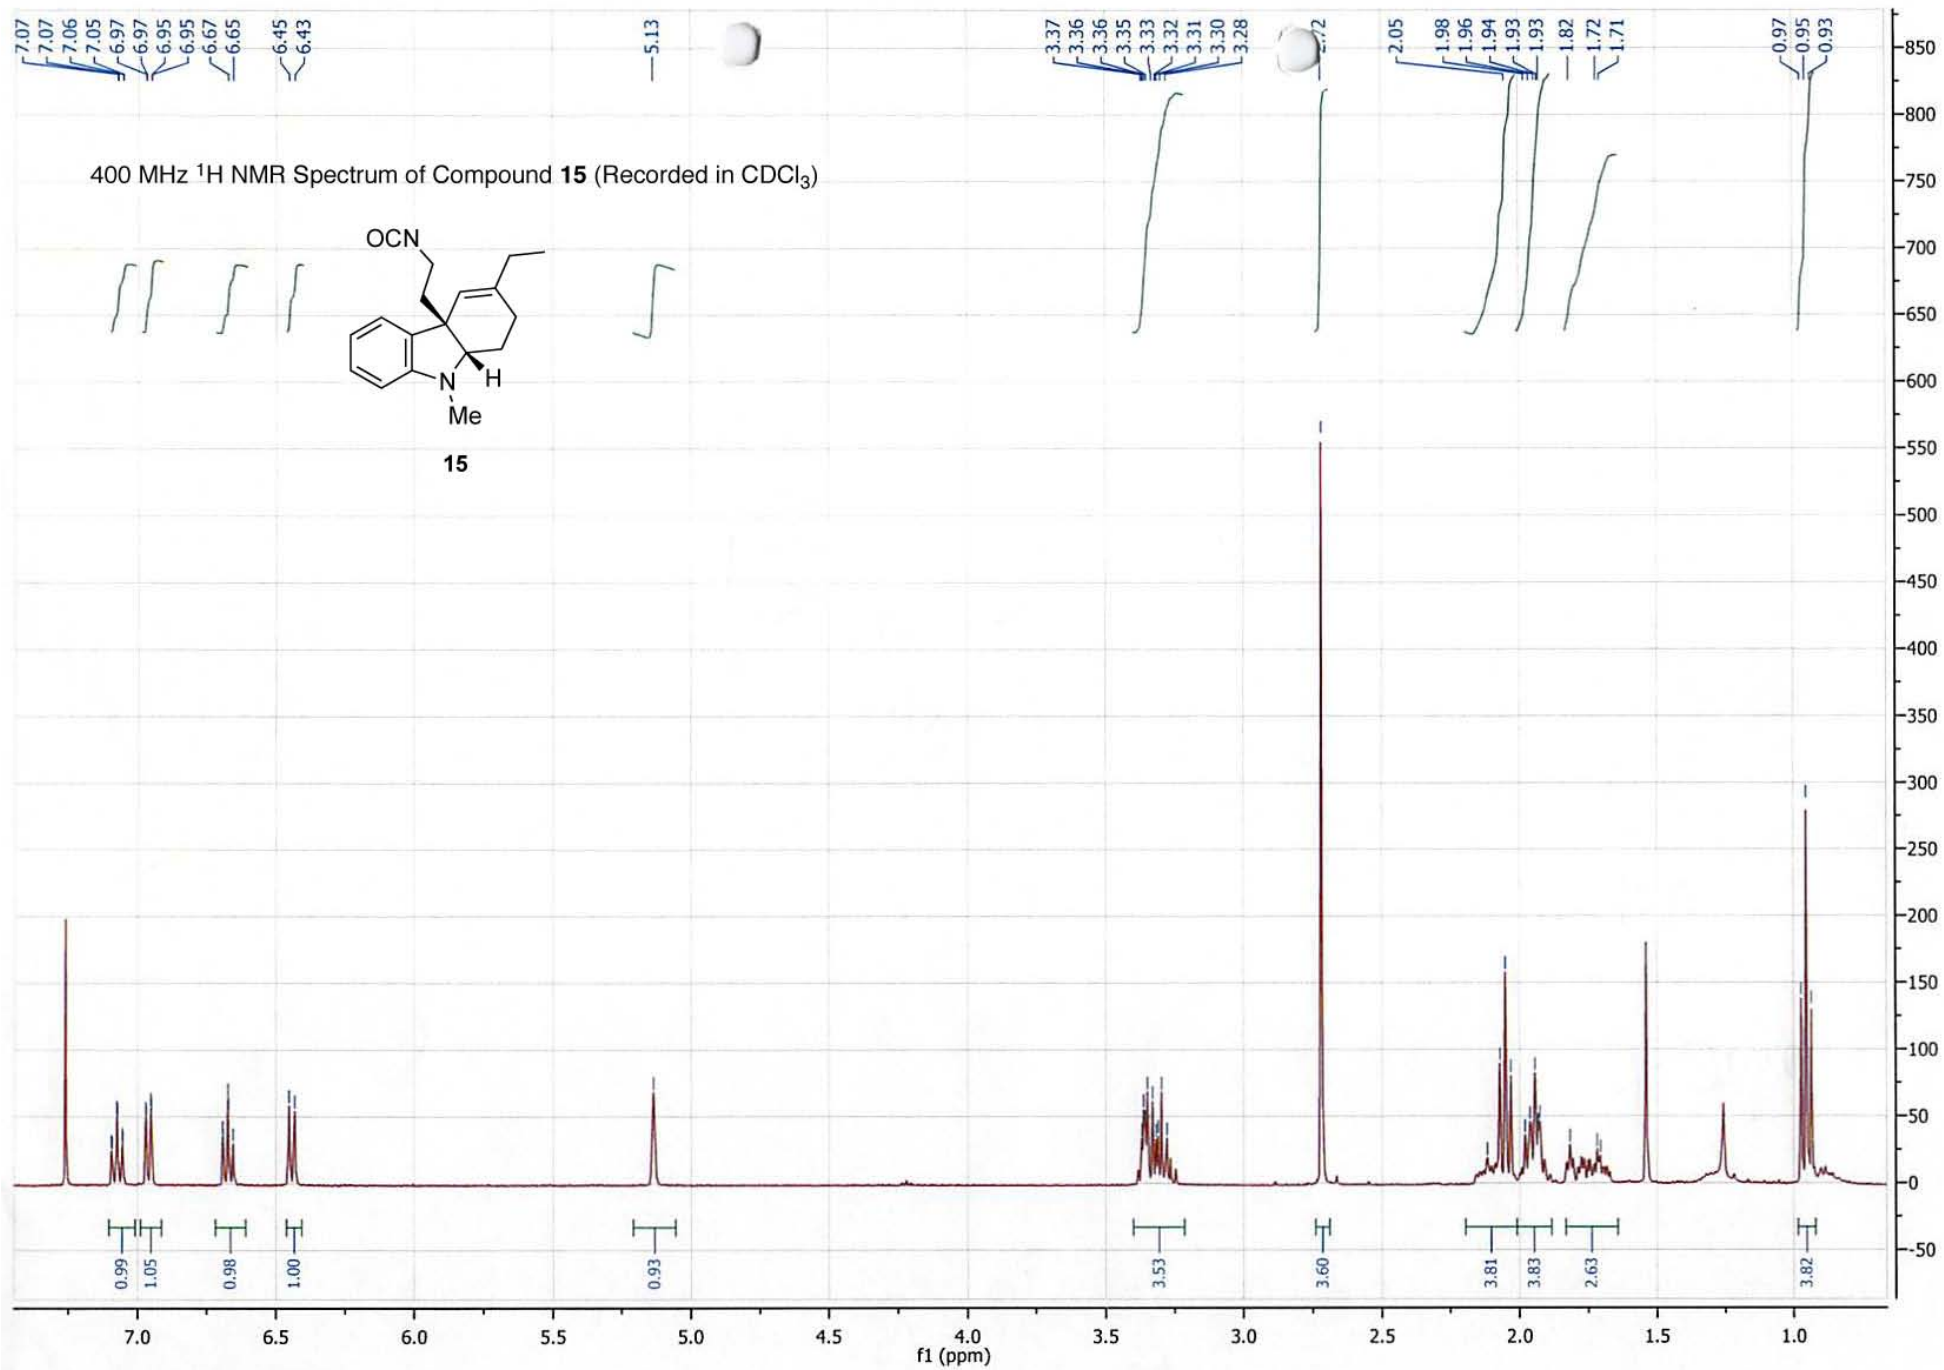 7.07 7.07 7.06 7.05 6.97 6.97 6.95 6.95 6.67 6.65 6.45 6.43 5.13 3.37 3.36 3.36 3.35 3.33 3.32 3.31 3.30 3.28 2.05 1.98 1.96 1.94 1.93 1.93 1.82 1.72 1.71 0.97 0.95 0.93
400 MHz ¹H NMR Spectrum of Compound 15 (Recorded in CDCl₃)
OCN
N
H
Me
15
850
800
750
700
650
600
550
500
450
400
350
300
250
200
150
100
50
0
-50
0.99 1.05 0.98 1.00 0.93 3.53 3.60 3.81 3.83 2.63 3.82
7.0 6.5 6.0 5.5 5.0 4.5 4.0 3.5 3.0 2.5 2.0 1.5 1.0
f1 (ppm)